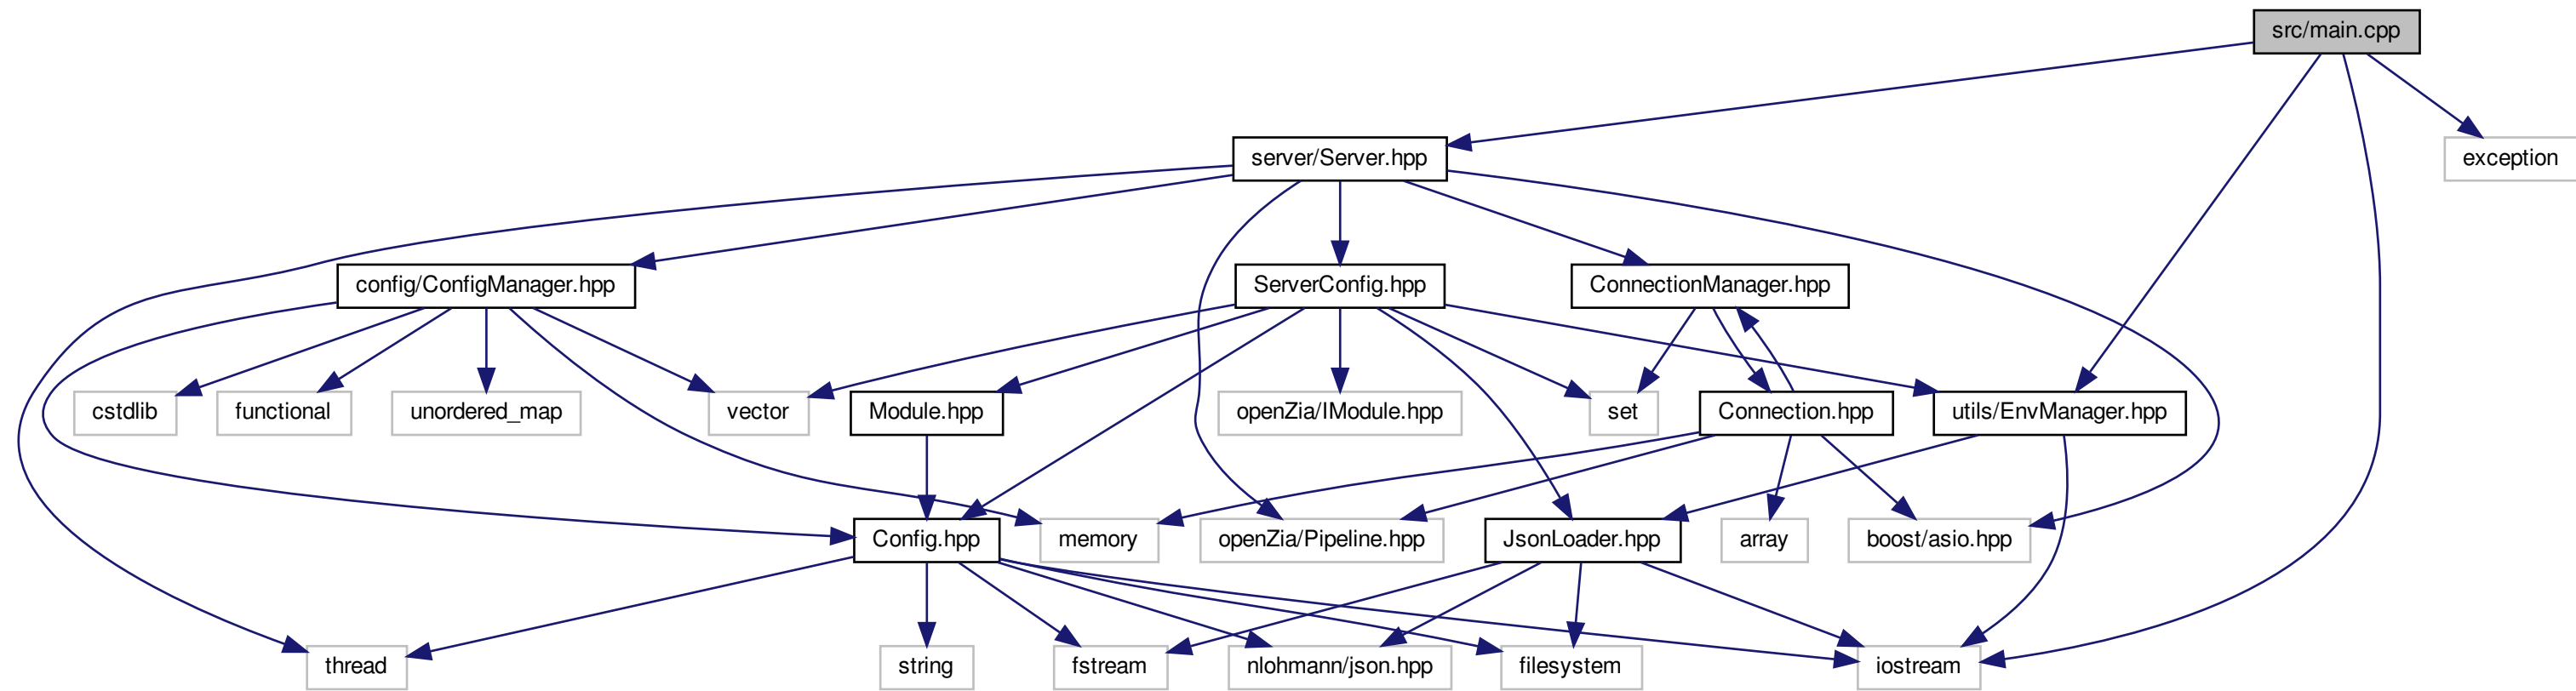 src/main.cpp
server/Server.hpp
exception
config/ConfigManager.hpp
ServerConfig.hpp
ConnectionManager.hpp
cstdlib
functional
unordered_map
vector
Module.hpp
openZia/IModule.hpp
set
Connection.hpp
utils/EnvManager.hpp
Config.hpp
memory
openZia/Pipeline.hpp
JsonLoader.hpp
array
boost/asio.hpp
thread
string
fstream
nlohmann/json.hpp
filesystem
iostream